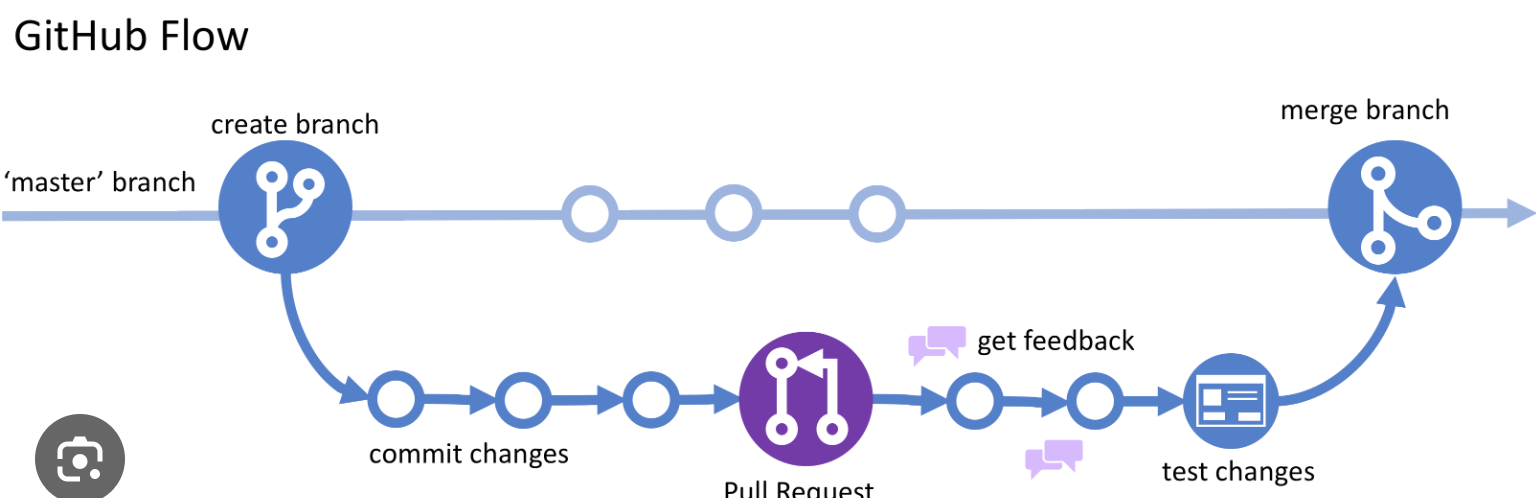 GitHub Flow
create branch
merge branch
‘master’ branch
get feedback
commit changes
test changes
Pull Request